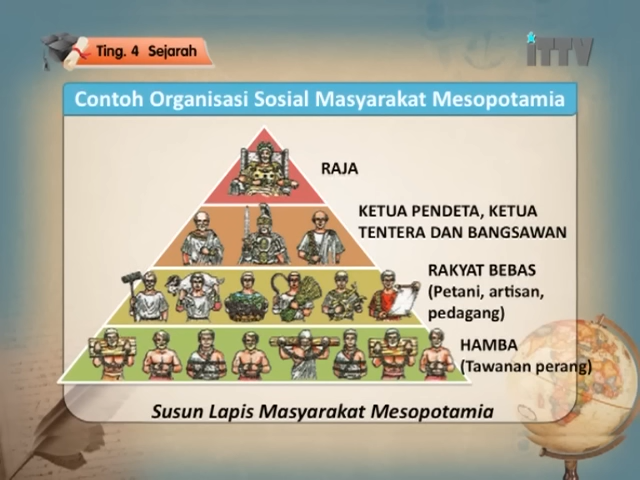 Ting. 4 Sejarah
iTTV
Contoh Organisasi Sosial Masyarakat Mesopotamia
RAJA
KETUA PENDETA, KETUA
TENTERA DAN BANGSAWAN
RAKYAT BEBAS
(Petani, artisan,
pedagang)
HAMBA
(Tawanan perang)
Susun Lapis Masyarakat Mesopotamia